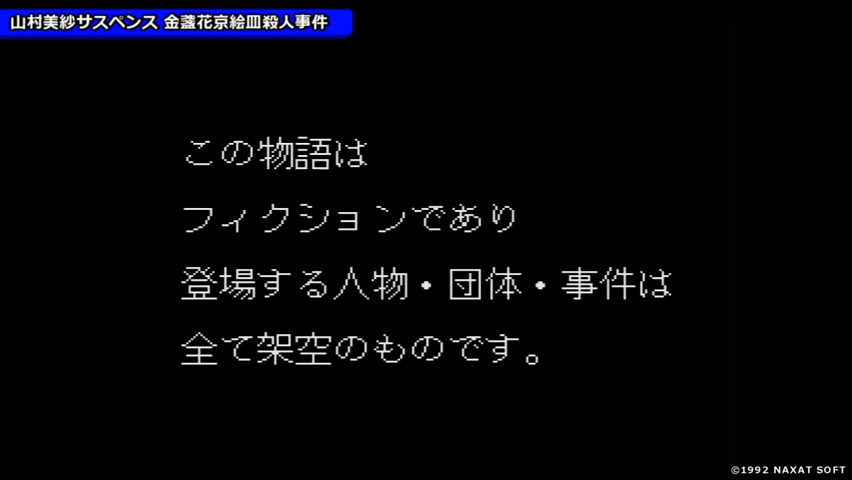 山村美紗サスペンス 金盞花京絵皿殺人事件
この物語は
フィクションであり
登場する人物・団体・事件は
全て架空のものです。
©1992 NAXAT SOFT